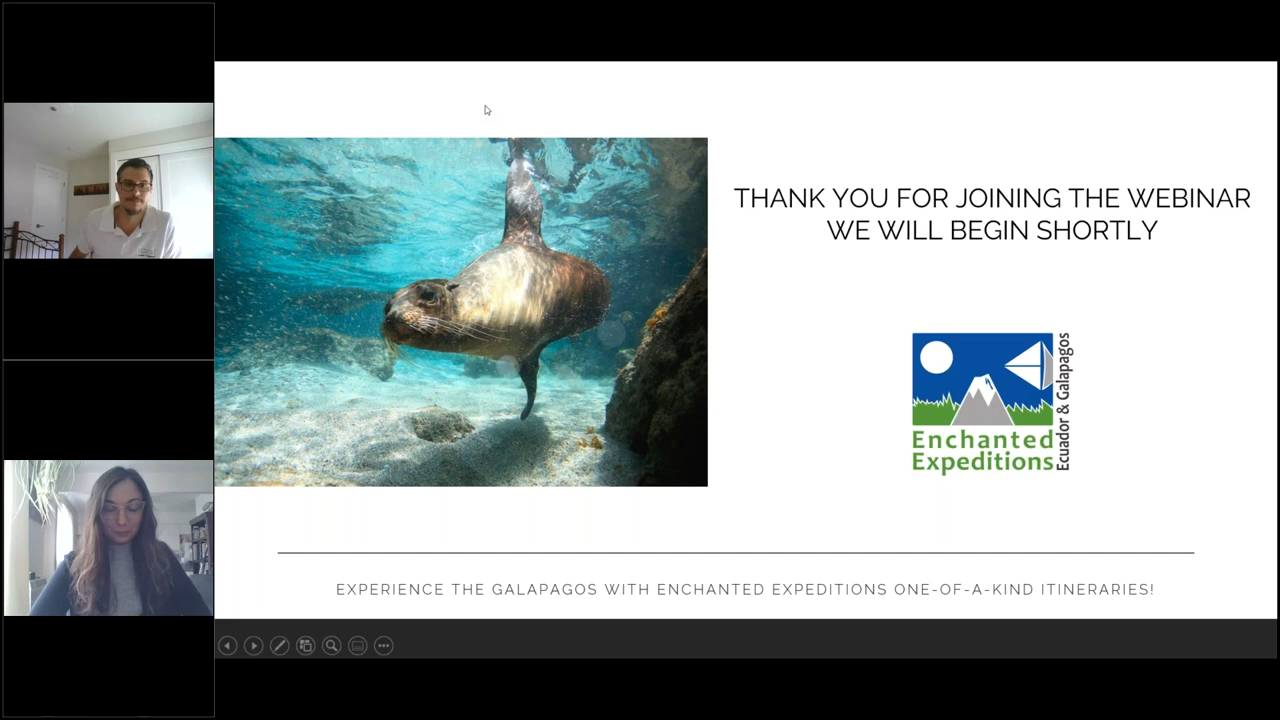 THANK YOU FOR JOINING THE WEBINAR
WE WILL BEGIN SHORTLY
Enchanted
Expeditions
Ecuador & Galapagos
EXPERIENCE THE GALAPAGOS WITH ENCHANTED EXPEDITIONS ONE-OF-A-KIND ITINERARIES!